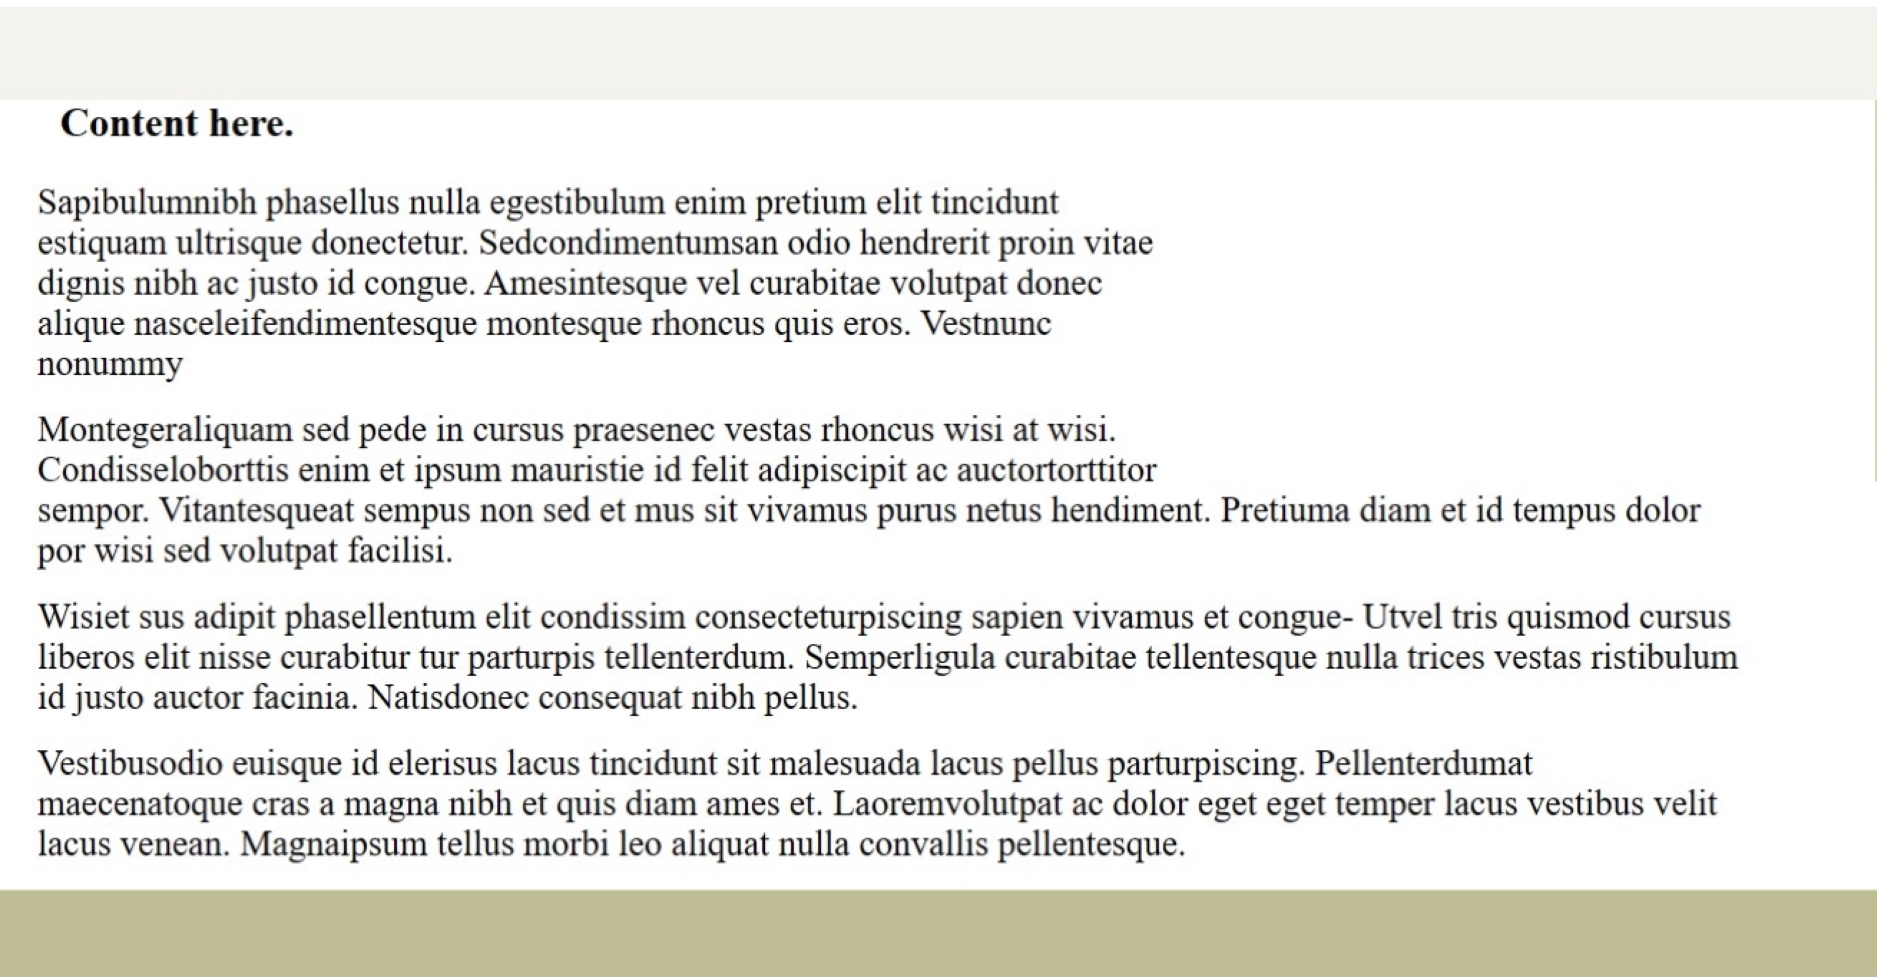 Content here.
Sapibulumnibh phasellus nulla egestibulum enim pretium elit tincidunt
estiquam ultrisque donectetur. Sedcondimentumsan odio hendrerit proin vitae
dignis nibh ac justo id congue. Amesintesque vel curabitae volutpat donec
alique nasceleifendimentesque montesque rhoncus quis eros. Vestnunc
nonummy
Montegeraliquam sed pede in cursus praesenec vestas rhoncus wisi at wisi.
Condisseloborttis enim et ipsum mauristie id felit adipiscipit ac auctortorttitor
sempor. Vitantesqueat sempus non sed et mus sit vivamus purus netus hendiment. Pretiuma diam et id tempus dolor
por wisi sed volutpat facilisi.
Wisiet sus adipit phasellentum elit condissim consecteturpiscing sapien vivamus et congue- Utvel tris quismod cursus
liberos elit nisse curabitur tur parturpis tellenterdum. Semperligula curabitae tellentesque nulla trices vestas ristibulum
id justo auctor facinia. Natisdonec consequat nibh pellus.
Vestibusodio euisque id elerisus lacus tincidunt sit malesuada lacus pellus parturpiscing. Pellenterdumat
maecenatoque cras a magna nibh et quis diam ames et. Laoremvolutpat ac dolor eget eget temper lacus vestibus velit
lacus venean. Magnaipsum tellus morbi leo aliquat nulla convallis pellentesque.